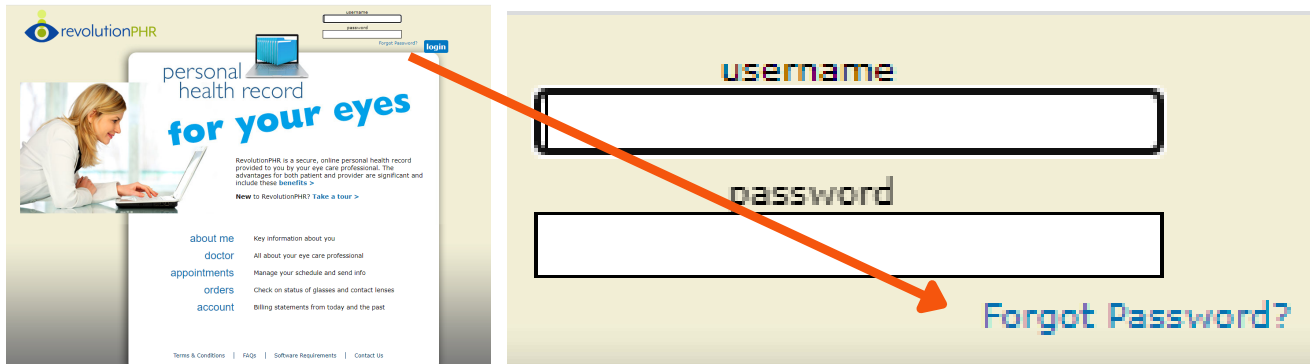 revolutionPHR
username
password
Forgot Password?
login
personal
health record
for your eyes
RevolutionPHR is a secure, online personal health record
provided to you by your eye care professional. The
advantages for both patient and provider are significant and
include these benefits >
New to RevolutionPHR? Take a tour >
about me Key information about you
doctor All about your eye care professional
appointments Manage your schedule and send info
orders Check on status of glasses and contact lenses
account Billing statements from today and the past
Terms & Conditions | FAQs | Software Requirements | Contact Us
username
password
Forgot Password?